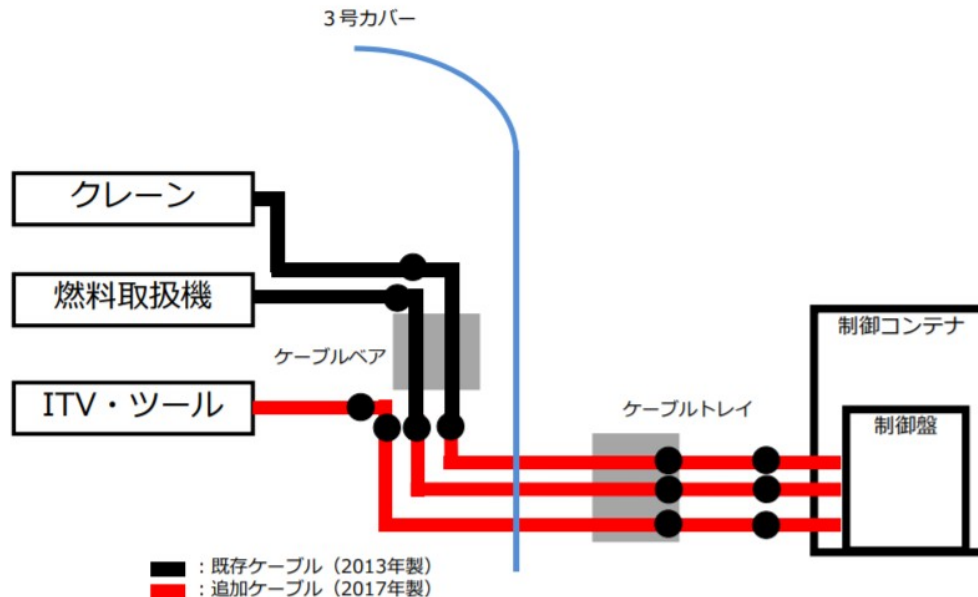 3号カバー
クレーン
燃料取扱機
ケーブルベア
ITV・ツール
制御コンテナ
ケーブルトレイ
制御盤
：既存ケーブル（2013年製）
：追加ケーブル（2017年製）